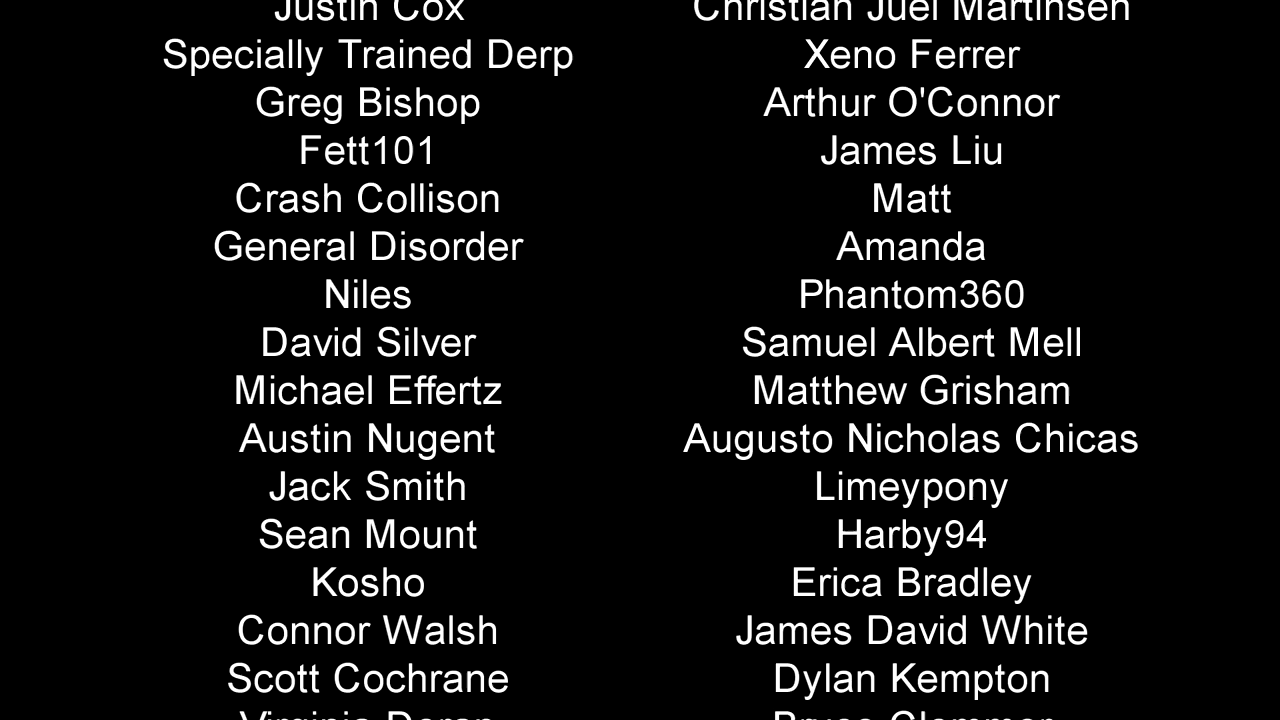 Justin Cox
Christian Juel Martinsen
Specially Trained Derp
Xeno Ferrer
Greg Bishop
Arthur O'Connor
Fett101
James Liu
Crash Collison
Matt
General Disorder
Amanda
Niles
Phantom360
David Silver
Samuel Albert Mell
Michael Effertz
Matthew Grisham
Austin Nugent
Augusto Nicholas Chicas
Jack Smith
Limeypony
Sean Mount
Harby94
Kosho
Erica Bradley
Connor Walsh
James David White
Scott Cochrane
Dylan Kempton
Virginia
Bryce